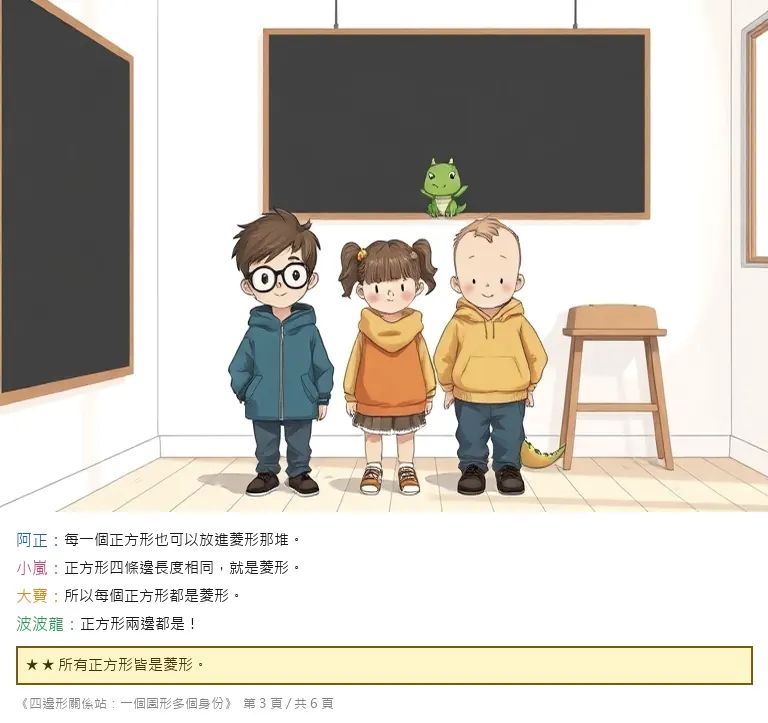 阿正：每一個正方形也可以放進菱形那堆。
小嵐：正方形四條邊長度相同，就是菱形。
大寶：所以每個正方形都是菱形。
波波龍：正方形兩邊都是！
★★所有正方形皆是菱形。
《四邊形關係站：一個圖形多個身份》 第 3 頁 / 共 6 頁